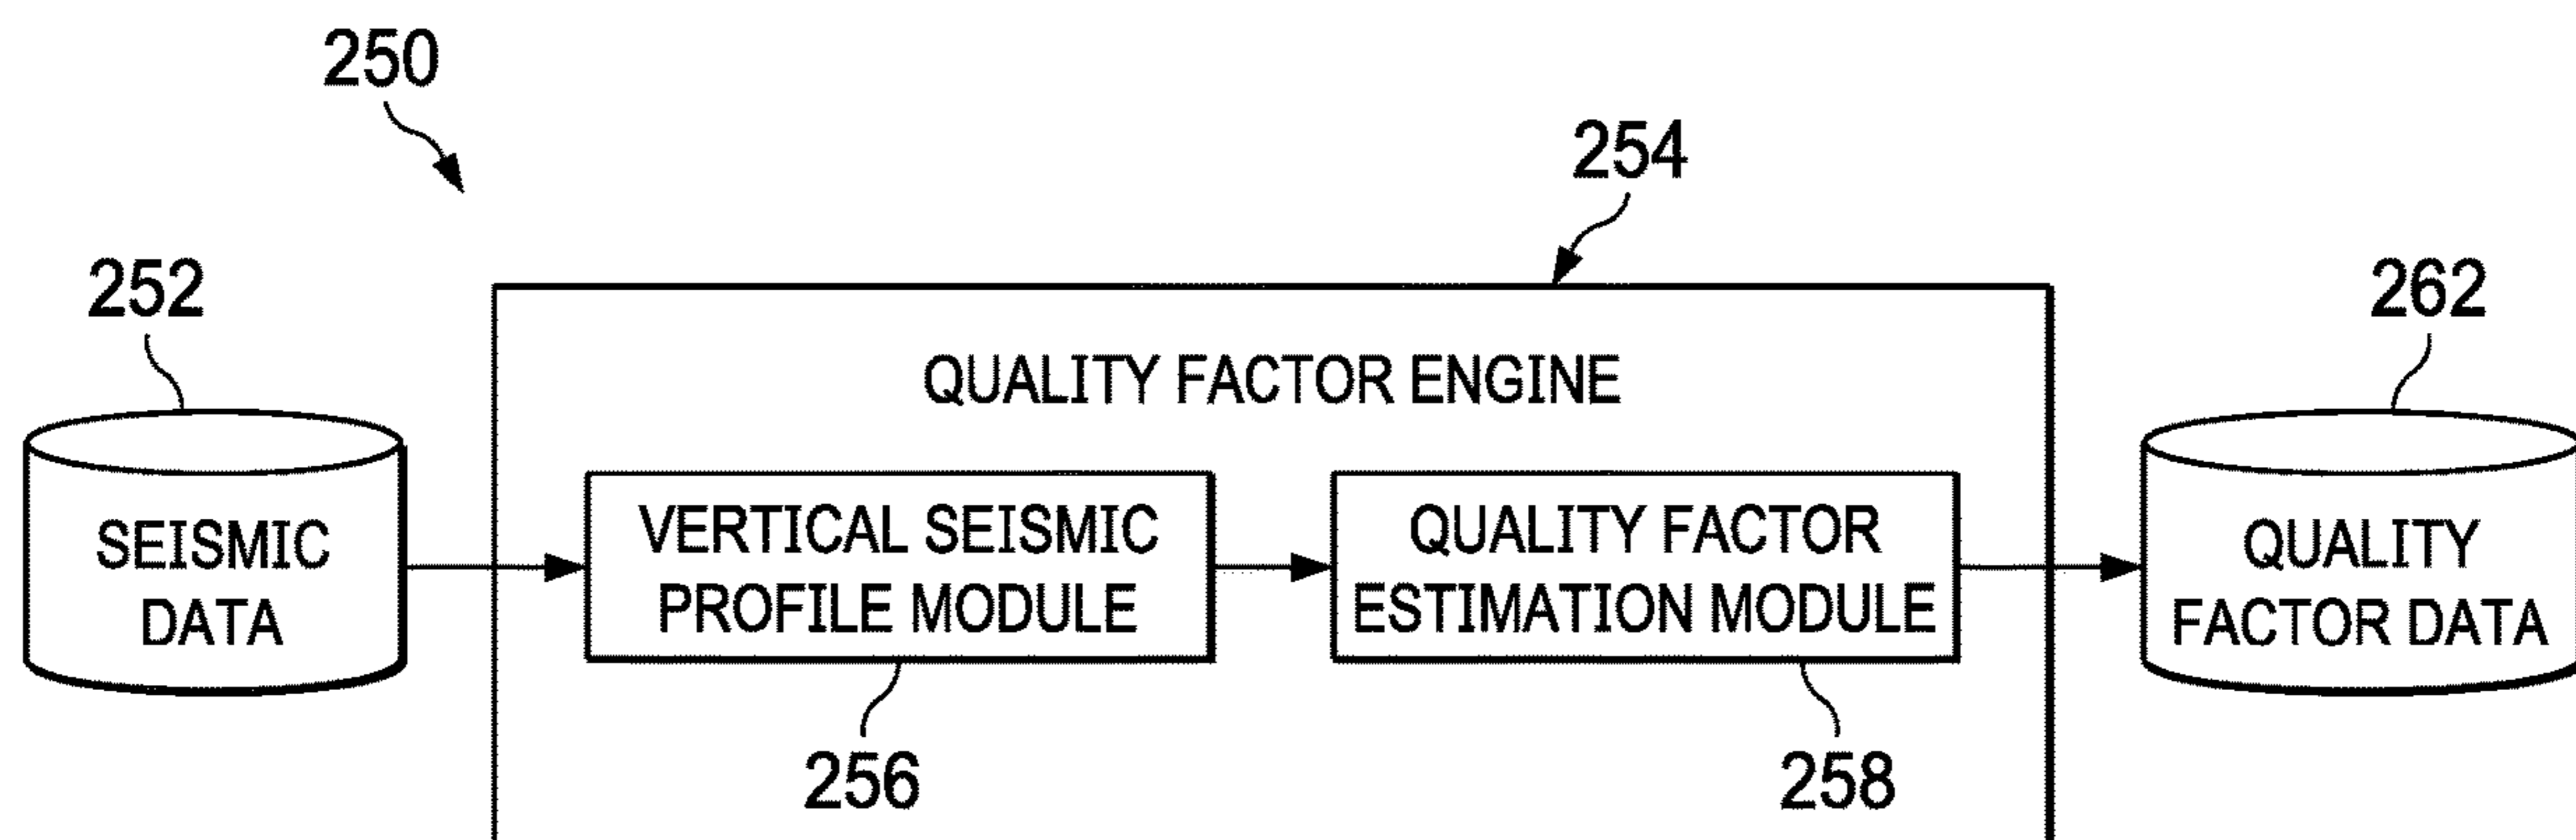 250
254
252
262
QUALITY FACTOR ENGINE
SEISMIC
DATA
VERTICAL SEISMIC
PROFILE MODULE
QUALITY FACTOR
ESTIMATION MODULE
QUALITY
FACTOR DATA
256
258